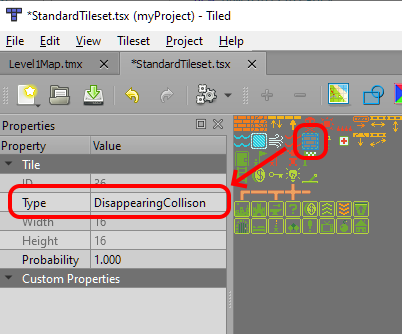 *StandardTileset.tsx (myProject) - Tiled
File Edit View Tileset Project Help
Level1Map.tmx *StandardTileset.tsx
Properties
Property Value
Tile
ID 36
Type DisappearingCollison
Width 16
Height 16
Probability 1.000
Custom Properties